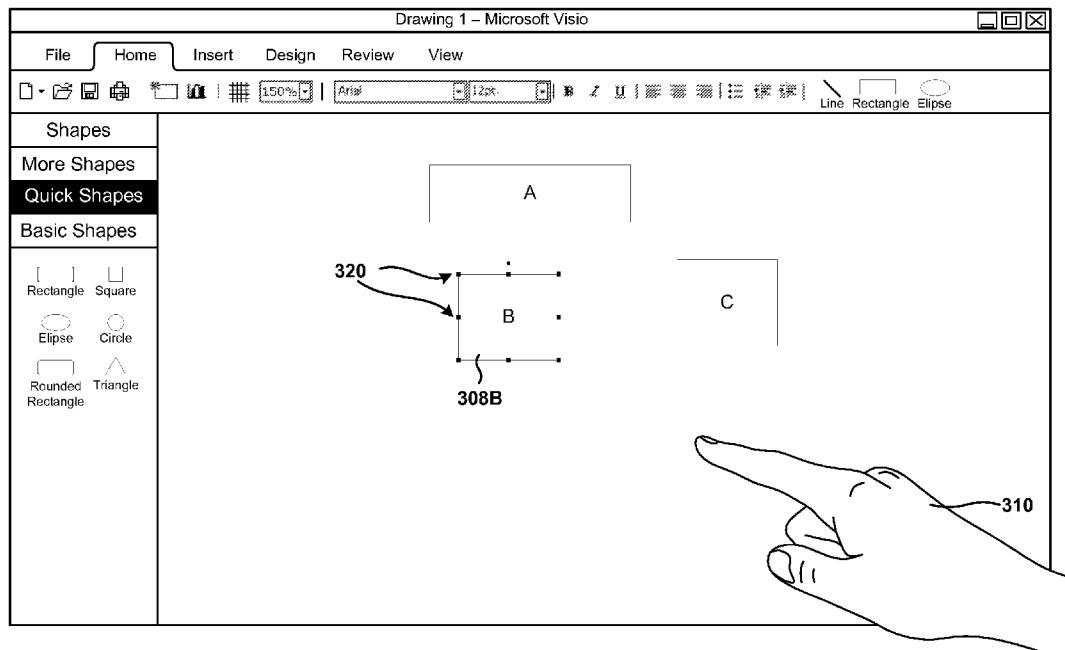 Drawing 1 – Microsoft Visio
File Home Insert Design Review View
150% Arial 12pt. B I U Line Rectangle Elipse
Shapes
More Shapes
Quick Shapes
Basic Shapes
Rectangle Square
Elipse Circle
Rounded Rectangle Triangle
A
320
B
C
308B
310